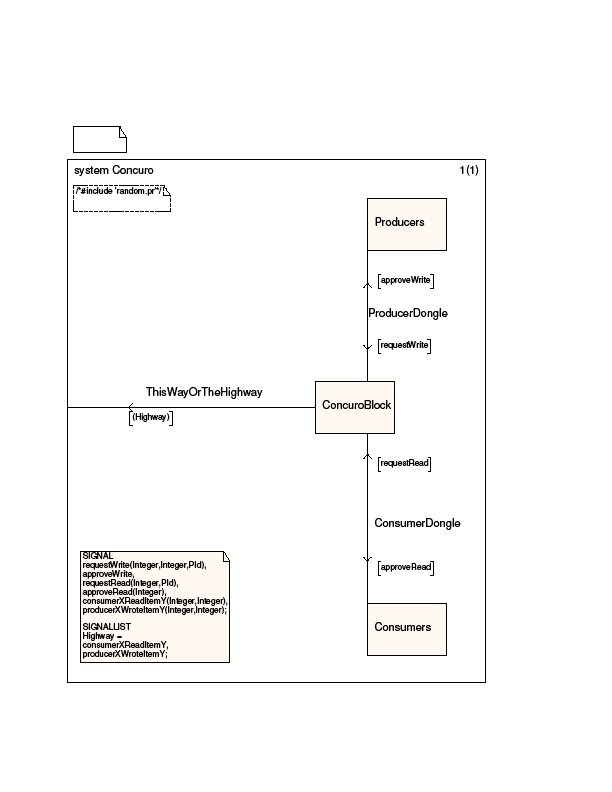 system Concuro
1(1)
/*#include 'random.pr'*/
Producers
[approveWrite]
ProducerDongle
[requestWrite]
ThisWayOrTheHighway
[(Highway)]
ConcuroBlock
[requestRead]
ConsumerDongle
[approveRead]
Consumers
SIGNAL
requestWrite(Integer,Integer,PId),
approveWrite,
requestRead(Integer,PId),
approveRead(Integer),
consumerXReadItemY(Integer,Integer),
producerXWroteItemY(Integer,Integer);
SIGNALLIST
Highway =
consumerXReadItemY,
producerXWroteItemY;